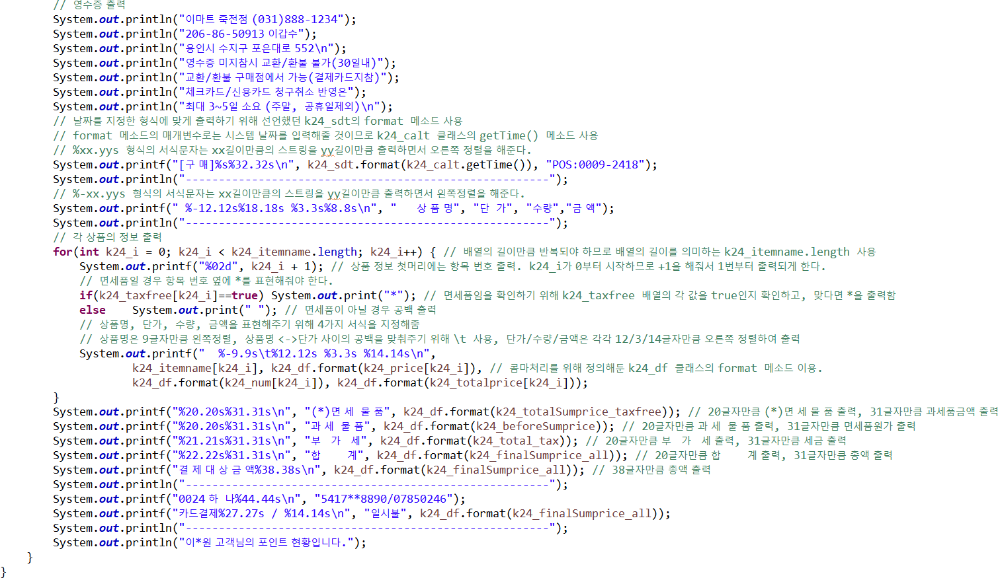 // 영수증 출력
System.out.println("이마트 죽전점 (031)888-1234");
System.out.println("206-86-50913 이갑수");
System.out.println("용인시 수지구 포은대로 552\n");
System.out.println("영수증 미지참시 교환/환불 불가(30일내)");
System.out.println("교환/환불 구매점에서 가능(결제카드지참)");
System.out.println("체크카드/신용카드 청구취소 반영은");
System.out.println("최대 3~5일 소요 (주말, 공휴일제외)\n");
// 날짜를 지정한 형식에 맞게 출력하기 위해 선언했던 k24_sdt의 format 메소드 사용
// format 메소드의 매개변수로는 시스템 날짜를 입력해줄 것이므로 k24_calt 클래스의 getTime() 메소드 사용
// %xx.yys 형식의 서식문자는 xx길이만큼의 스트링을 yy길이만큼 출력하면서 오른쪽 정렬을 해준다.
System.out.printf("[구 매]%s%32.32s\n", k24_sdt.format(k24_calt.getTime()), "POS:0009-2418");
System.out.println("-------------------------------------------------------");
// %-xx.yys 형식의 서식문자는 xx길이만큼의 스트링을 yy길이만큼 출력하면서 왼쪽정렬을 해준다.
System.out.printf(" %-12.12s%18.18s %3.3s%8.8s\n", "   상 품 명", "단  가", "수량","금 액");
System.out.println("-------------------------------------------------------");
// 각 상품의 정보 출력
for(int k24_i = 0; k24_i < k24_itemname.length; k24_i++) { // 배열의 길이만큼 반복되야 하므로 배열의 길이를 의미하는 k24_itemname.length 사용
System.out.printf("%02d", k24_i + 1); // 상품 정보 첫머리에는 항목 번호 출력. k24_i가 0부터 시작하므로 +1을 해줘서 1번부터 출력되게 한다.
// 면세품일 경우 항목 번호 옆에 *를 표현해줘야 한다.
if(k24_taxfree[k24_i]==true) System.out.print("*"); // 면세품임을 확인하기 위해 k24_taxfree 배열의 각 값을 true인지 확인하고, 맞다면 *을 출력함
else    System.out.print(" "); // 면세품이 아닐 경우 공백 출력
// 상품명, 단가, 수량, 금액을 표현해주기 위해 4가지 서식을 지정해줌
// 상품명은 9글자만큼 왼쪽정렬, 상품명 <->단가 사이의 공백을 맞춰주기 위해 \t 사용, 단가/수량/금액은 각각 12/3/14글자만큼 오른쪽 정렬하여 출력
System.out.printf("  %-9.9s\t%12.12s %3.3s %14.14s\n",
k24_itemname[k24_i], k24_df.format(k24_price[k24_i]), // 콤마처리를 위해 정의해둔 k24_df 클래스의 format 메소드 이용.
k24_df.format(k24_num[k24_i]), k24_df.format(k24_totalprice[k24_i]));
}
System.out.printf("%20.20s%31.31s\n", "(*)면 세  물 품", k24_df.format(k24_totalSumprice_taxfree)); // 20글자만큼 (*)면 세 물 품 출력, 31글자만큼 과세품금액 출력
System.out.printf("%20.20s%31.31s\n", "과 세  물 품", k24_df.format(k24_beforeSumprice)); // 20글자만큼 과 세  물 품 출력, 31글자만큼 면세품원가 출력
System.out.printf("%21.21s%31.31s\n", "부   가   세", k24_df.format(k24_total_tax)); // 20글자만큼 부   가   세 출력, 31글자만큼 세금 출력
System.out.printf("%22.22s%31.31s\n", "합      계", k24_df.format(k24_finalSumprice_all)); // 20글자만큼 합      계 출력, 31글자만큼 총액 출력
System.out.printf("결 제 대 상 금 액%38.38s\n", k24_df.format(k24_finalSumprice_all)); // 38글자만큼 총액 출력
System.out.println("-------------------------------------------------------");
System.out.printf("0024 하  나%44.44s\n", "5417**8890/07850246");
System.out.printf("카드결제%27.27s / %14.14s\n", "일시불", k24_df.format(k24_finalSumprice_all));
System.out.println("-------------------------------------------------------");
System.out.println("이*원 고객님의 포인트 현황입니다.");
}
}